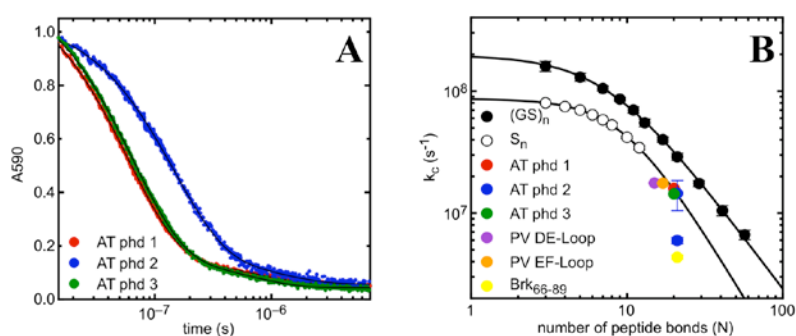 A
1.0
0.8
0.6
0.4
0.2
0.0
A590
AT phd 1
AT phd 2
AT phd 3
10⁻⁷
10⁻⁶
time (s)
B
10⁸
10⁷
k꜀ (s⁻¹)
(GS)ₙ
Sₙ
AT phd 1
AT phd 2
AT phd 3
PV DE-Loop
PV EF-Loop
Brk₆₆₋₈₉
1
10
100
number of peptide bonds (N)